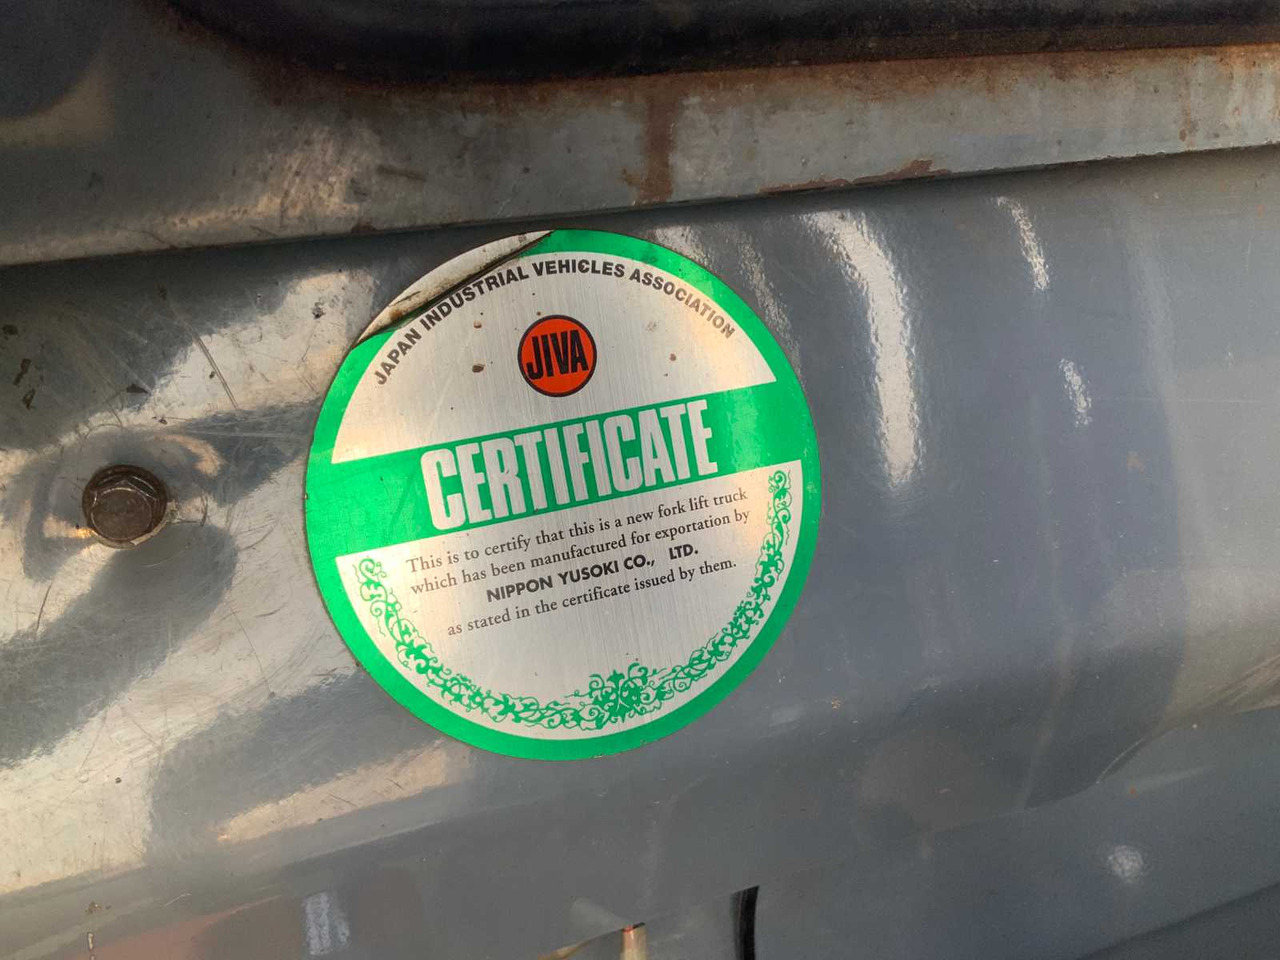 JAPAN INDUSTRIAL VEHICLES ASSOCIATION
JIVA
CERTIFICATE
This is to certify that this is a new fork lift truck
which has been manufactured for exportation by
NIPPON YUSOKI CO., LTD.
as stated in the certificate issued by them.